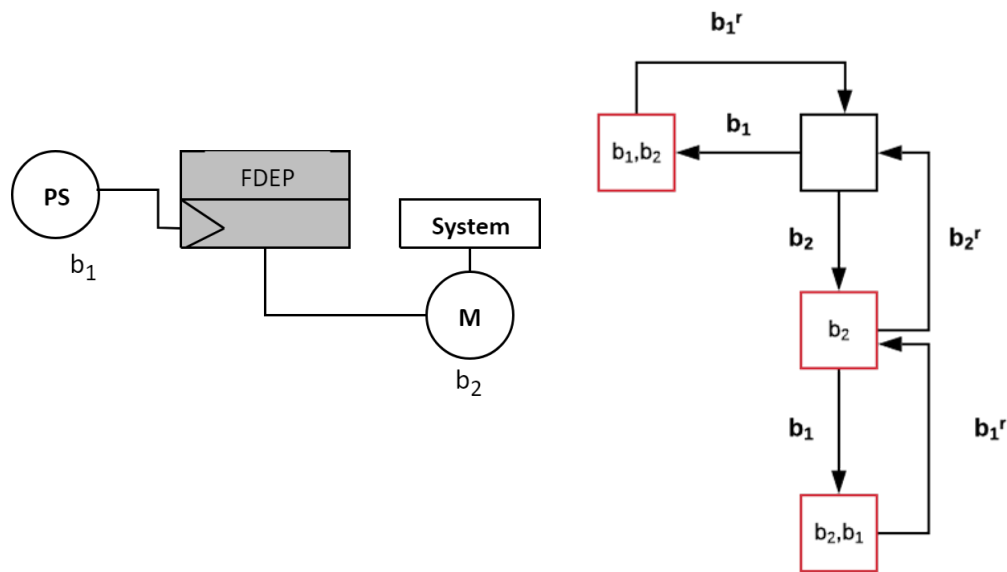 PS
b₁
FDEP
System
M
b₂
b₁ʳ
b₁,b₂
b₁
b₂
b₂ʳ
b₂
b₁
b₁ʳ
b₂,b₁